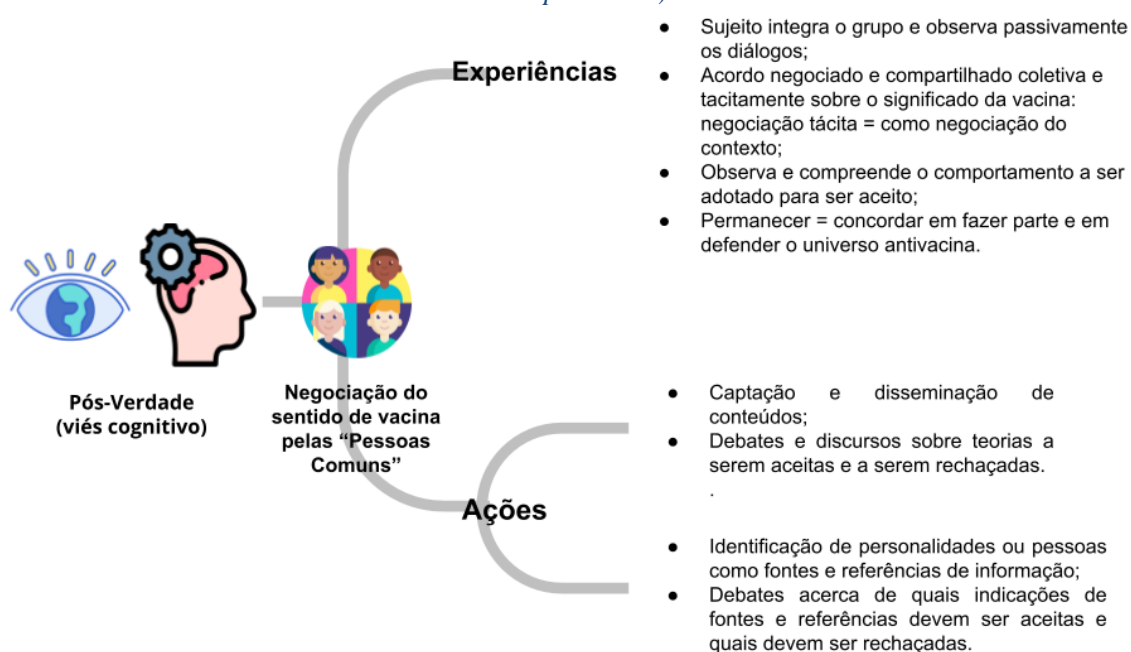 Experiências
● Sujeito integra o grupo e observa passivamente
os diálogos;
● Acordo negociado e compartilhado coletiva e
tacitamente sobre o significado da vacina:
negociação tácita = como negociação do
contexto;
● Observa e compreende o comportamento a ser
adotado para ser aceito;
● Permanecer = concordar em fazer parte e em
defender o universo antivacina.
Pós-Verdade
(viés cognitivo)
Negociação do
sentido de vacina
pelas “Pessoas
Comuns”
Ações
● Captação e disseminação de
conteúdos;
● Debates e discursos sobre teorias a
serem aceitas e a serem rechaçadas.
.
● Identificação de personalidades ou pessoas
como fontes e referências de informação;
● Debates acerca de quais indicações de
fontes e referências devem ser aceitas e
quais devem ser rechaçadas.